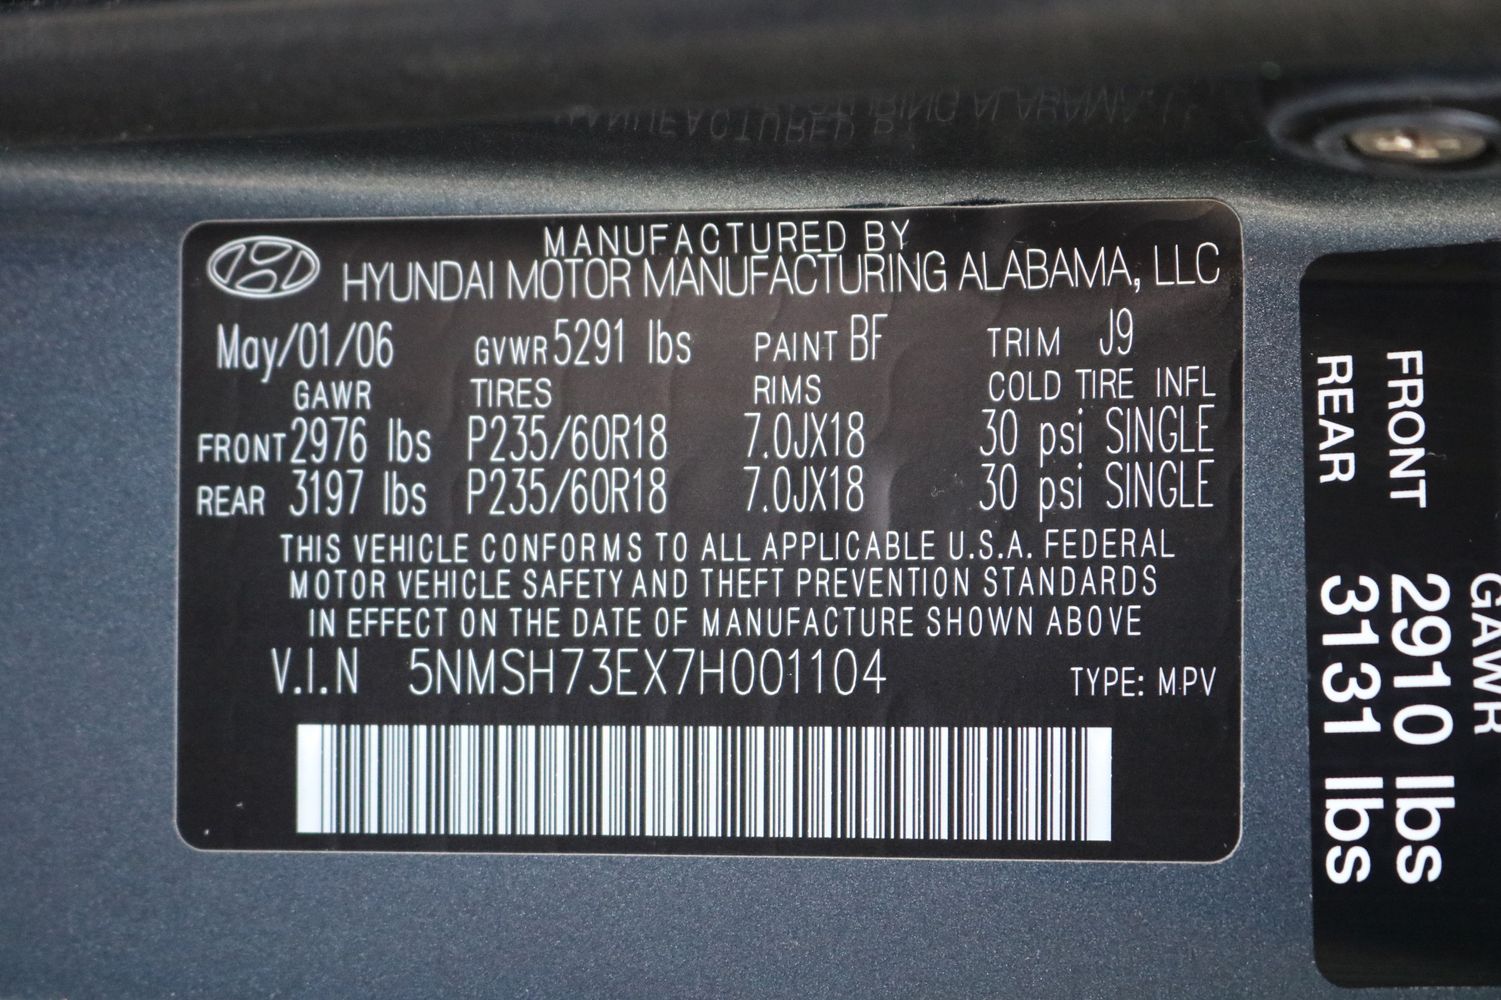 MANUFACTURED BY
HYUNDAI MOTOR MANUFACTURING ALABAMA, LLC
May/01/06 GVWR 5291 lbs PAINT BF TRIM J9
GAWR TIRES RIMS COLD TIRE INFL
FRONT 2976 lbs P235/60R18 7.0JX18 30 psi SINGLE
REAR 3197 lbs P235/60R18 7.0JX18 30 psi SINGLE
THIS VEHICLE CONFORMS TO ALL APPLICABLE U.S.A. FEDERAL
MOTOR VEHICLE SAFETY AND THEFT PREVENTION STANDARDS
IN EFFECT ON THE DATE OF MANUFACTURE SHOWN ABOVE
V.I.N 5NMSH73EX7H001104 TYPE: MPV
GAWR
FRONT 2910 lbs
REAR 3131 lbs